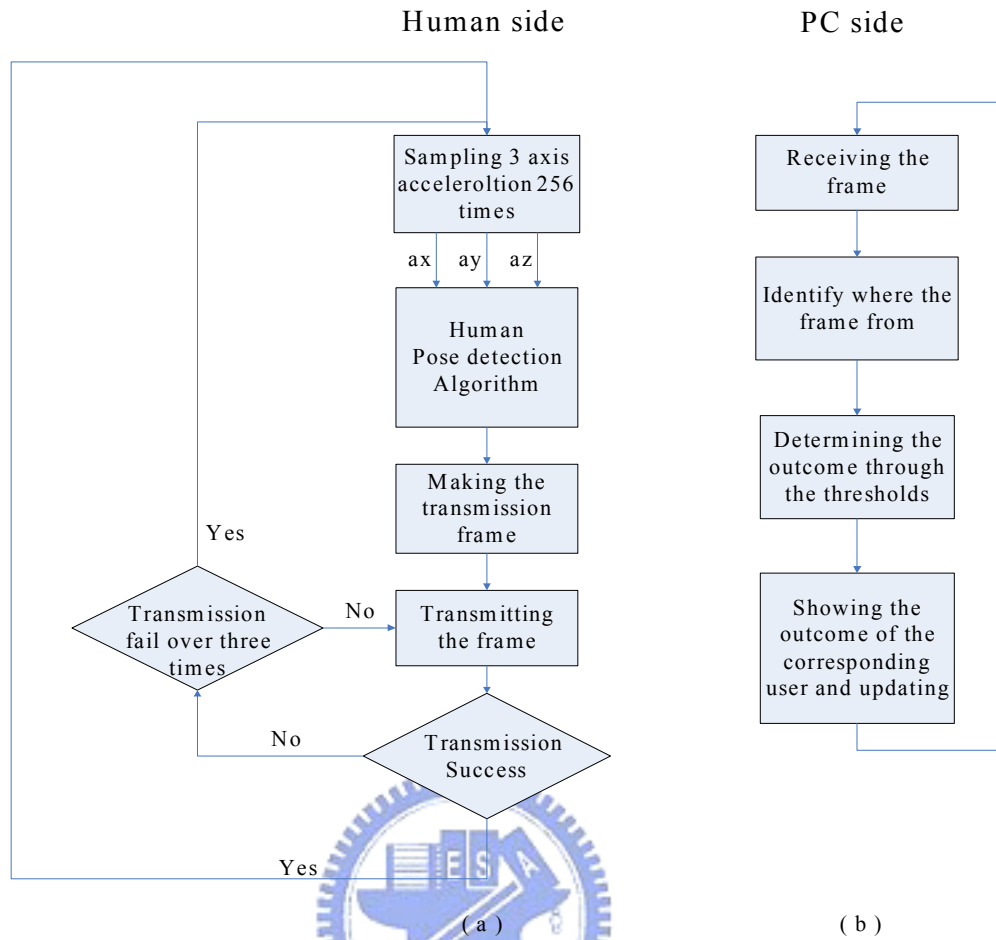 Human side
PC side
Sampling 3 axis
acceleroltion 256
times
ax
ay
az
Human
Pose detection
Algorithm
Making the
transmission
frame
Yes
Transmission
fail over three
times
No
Transmitting
the frame
No
Transmission
Success
Yes
E S A
( a )
Receiving the
frame
Identify where the
frame from
Determining the
outcome through
the thresholds
Showing the
outcome of the
corresponding
user and updating
( b )